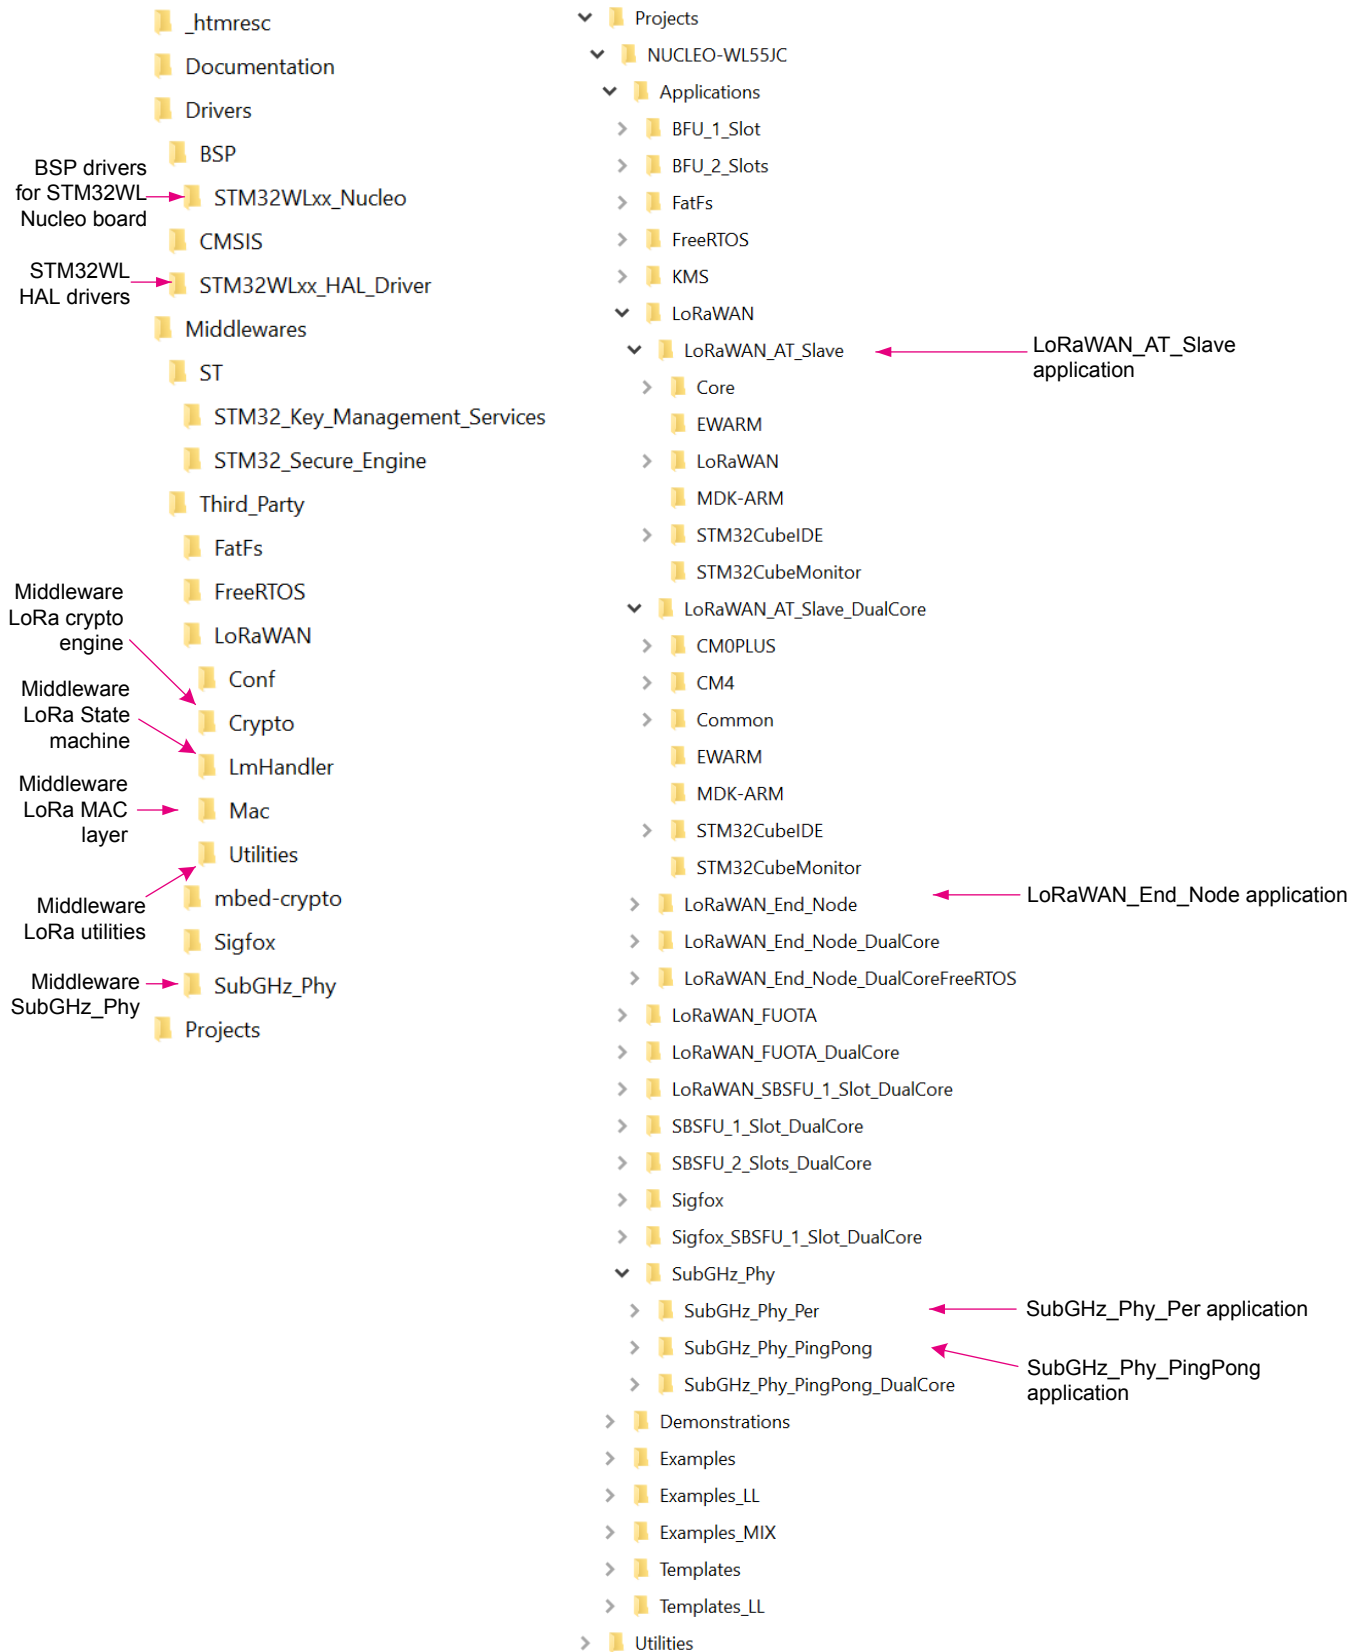 _htmresc
Documentation
Drivers
BSP
BSP drivers
for STM32WL
Nucleo board
STM32WLxx_Nucleo
CMSIS
STM32WL
HAL drivers
STM32WLxx_HAL_Driver
Middlewares
ST
STM32_Key_Management_Services
STM32_Secure_Engine
Third_Party
FatFs
FreeRTOS
Middleware
LoRa crypto
engine
LoRaWAN
Conf
Middleware
LoRa State
machine
Crypto
LmHandler
Middleware
LoRa MAC
layer
Mac
Utilities
Middleware
LoRa utilities
mbed-crypto
Sigfox
Middleware
SubGHz_Phy
SubGHz_Phy
Projects
Projects
NUCLEO-WL55JC
Applications
BFU_1_Slot
BFU_2_Slots
FatFs
FreeRTOS
KMS
LoRaWAN
LoRaWAN_AT_Slave
LoRaWAN_AT_Slave
application
Core
EWARM
LoRaWAN
MDK-ARM
STM32CubeIDE
STM32CubeMonitor
LoRaWAN_AT_Slave_DualCore
CM0PLUS
CM4
Common
EWARM
MDK-ARM
STM32CubeIDE
STM32CubeMonitor
LoRaWAN_End_Node
LoRaWAN_End_Node application
LoRaWAN_End_Node_DualCore
LoRaWAN_End_Node_DualCoreFreeRTOS
LoRaWAN_FUOTA
LoRaWAN_FUOTA_DualCore
LoRaWAN_SBSFU_1_Slot_DualCore
SBSFU_1_Slot_DualCore
SBSFU_2_Slots_DualCore
Sigfox
Sigfox_SBSFU_1_Slot_DualCore
SubGHz_Phy
SubGHz_Phy_Per
SubGHz_Phy_Per application
SubGHz_Phy_PingPong
SubGHz_Phy_PingPong
application
SubGHz_Phy_PingPong_DualCore
Demonstrations
Examples
Examples_LL
Examples_MIX
Templates
Templates_LL
Utilities